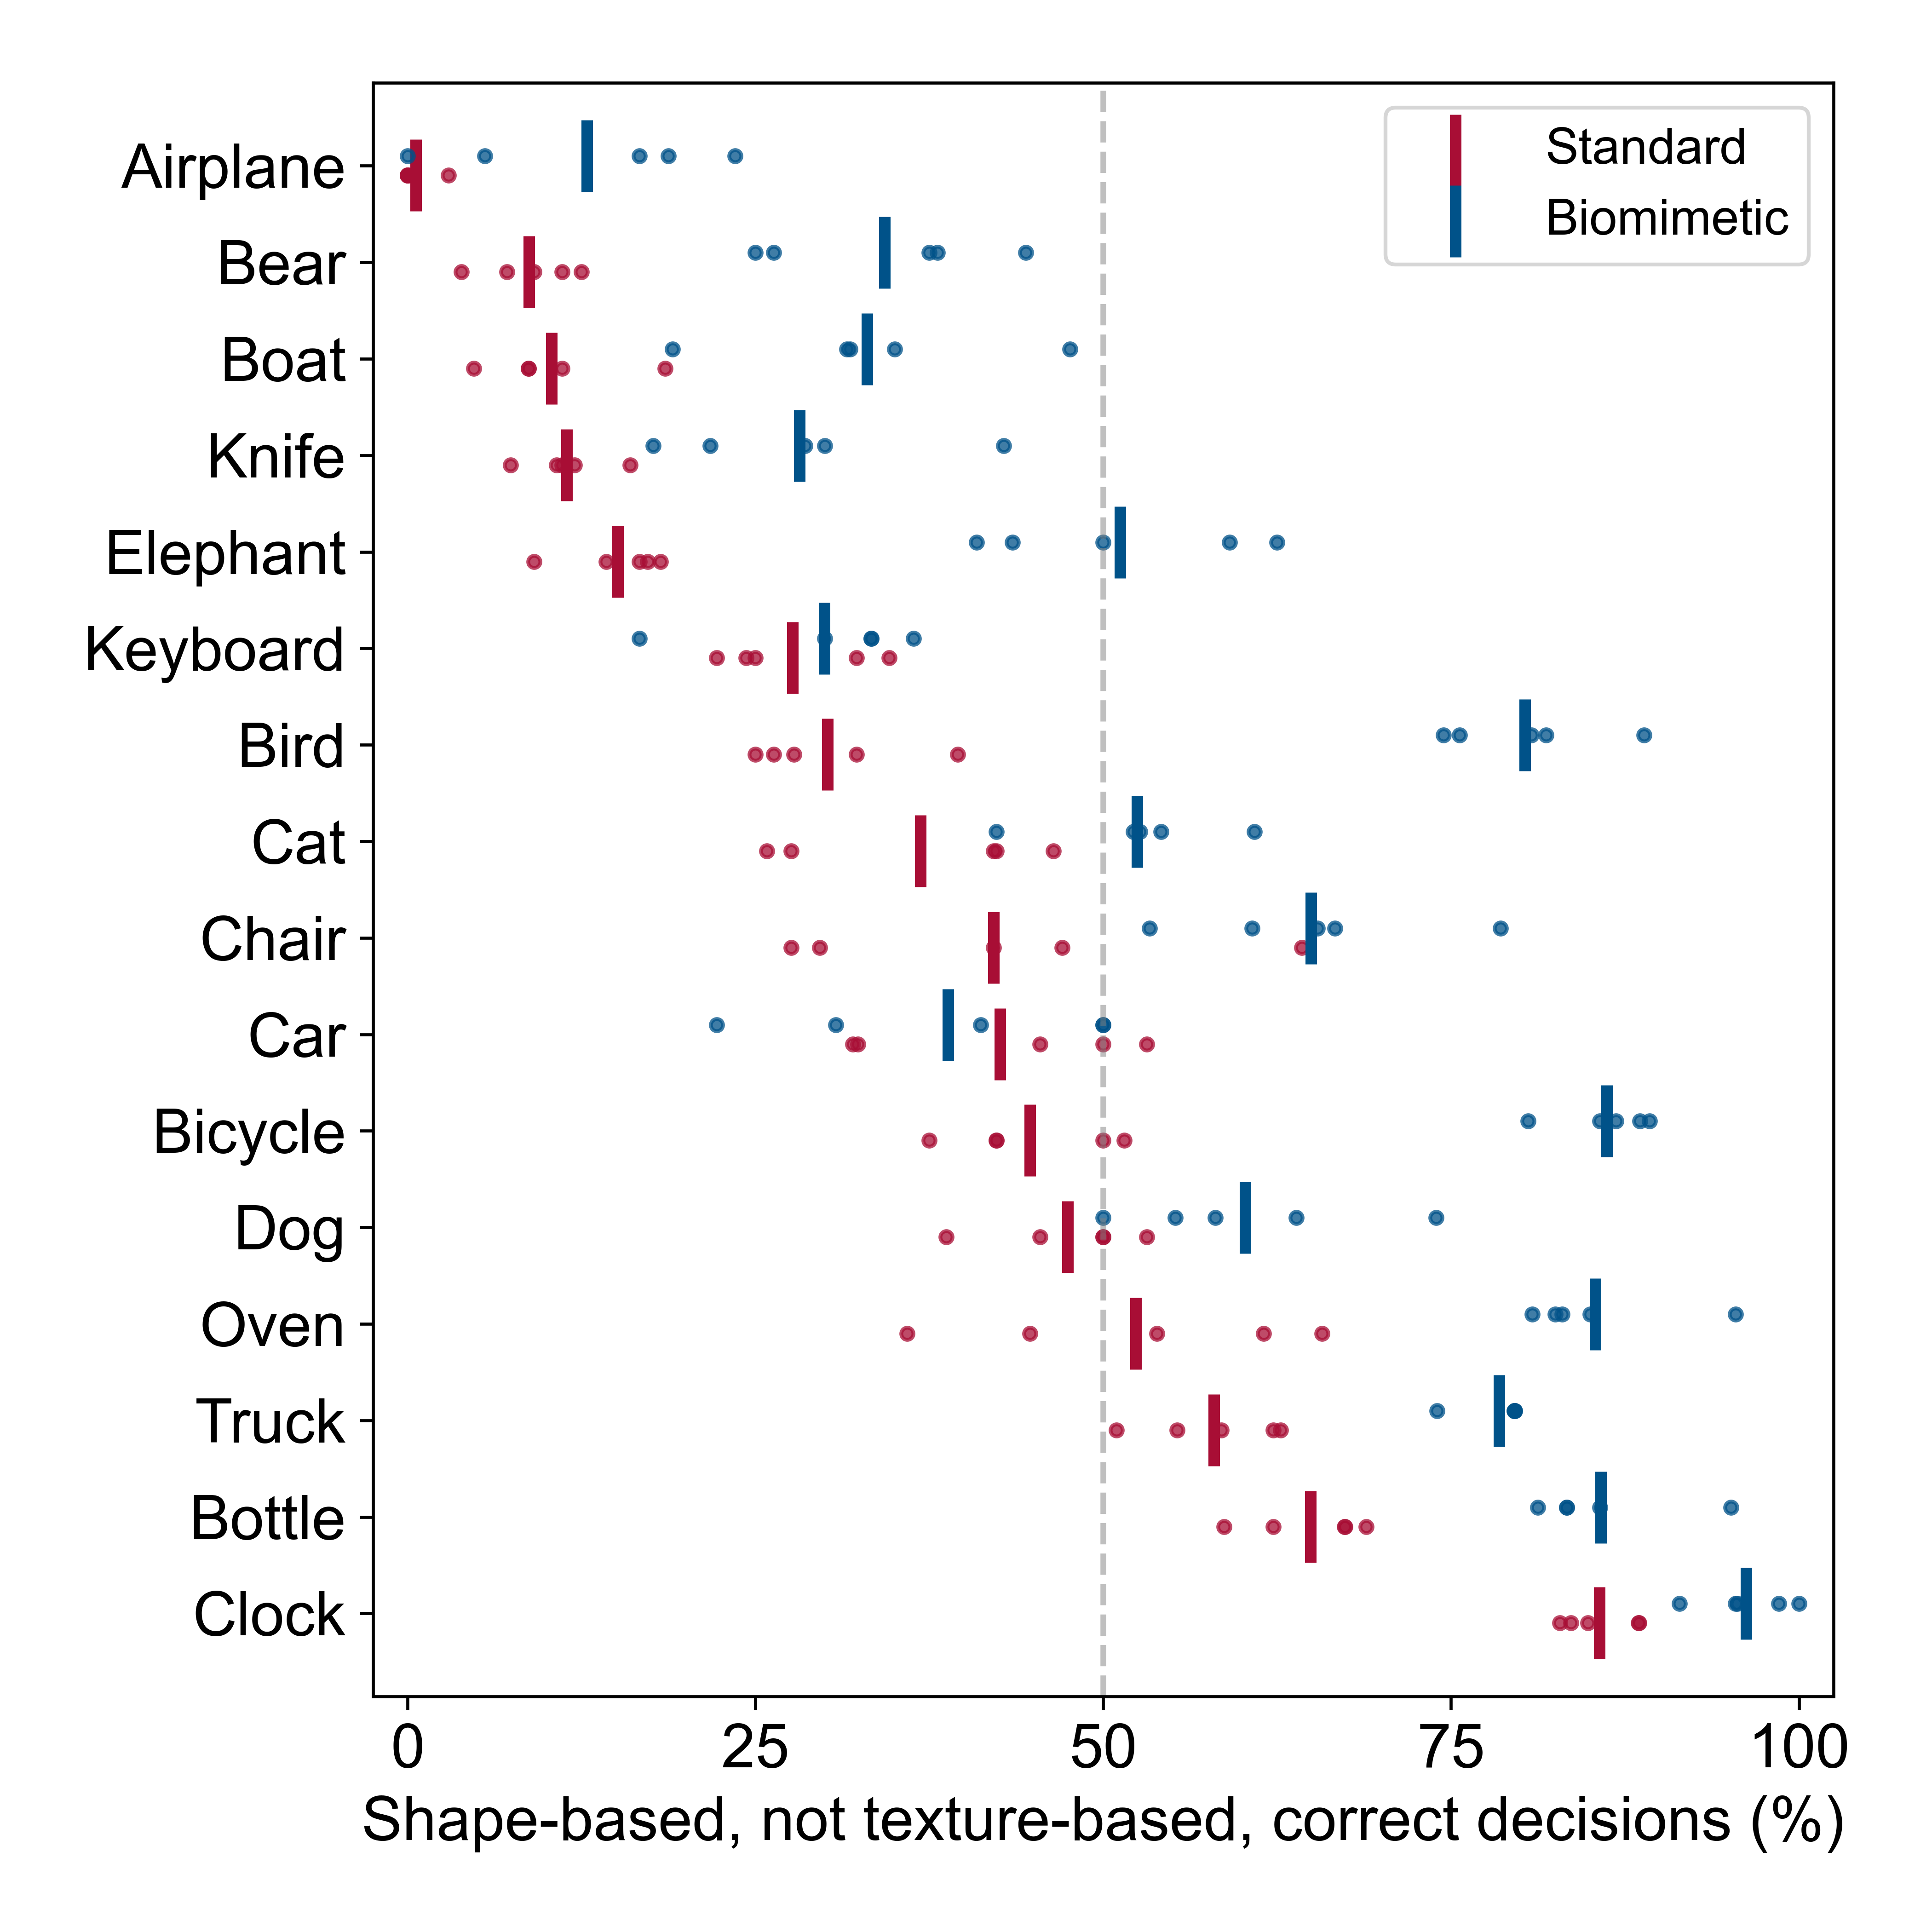 Standard
Biomimetic
Airplane
Bear
Boat
Knife
Elephant
Keyboard
Bird
Cat
Chair
Car
Bicycle
Dog
Oven
Truck
Bottle
Clock
0 25 50 75 100
Shape-based, not texture-based, correct decisions (%)